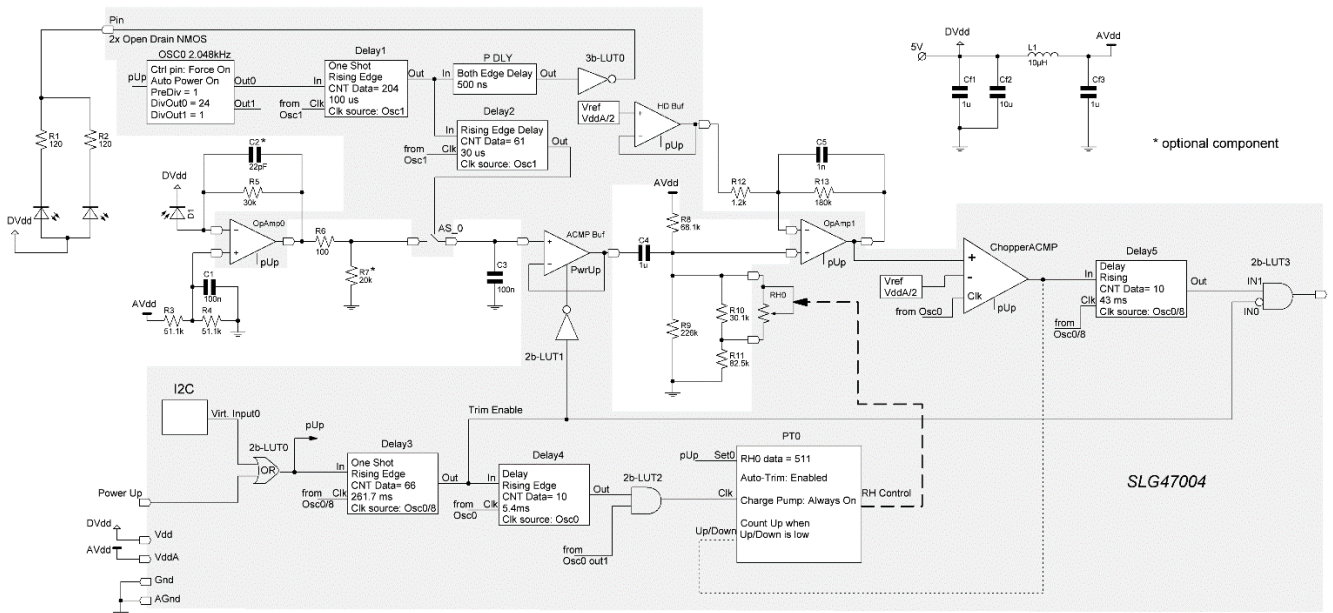 Pin
2x Open Drain NMOS
OSC0 2.048kHz
Ctrl pin: Force On
Auto Power On
PreDiv = 1
DivOut0 = 24
DivOut1 = 1
pUp
Out0
Out1
Delay1
One Shot
Rising Edge
CNT Data= 204
100 us
Clk source: Osc1
In
Out
from
Osc1
Clk
P DLY
Both Edge Delay
500 ns
In
Out
3b-LUT0
Delay2
Rising Edge Delay
CNT Data= 61
30 us
Clk source: Osc1
In
Out
from
Osc1
Clk
Vref
VddA/2
HD Buf
+
-
pUp
5V
DVdd
L1
10µH
AVdd
Cf1
1u
Cf2
10u
Cf3
1u
* optional component
R1
120
R2
120
DVdd
C2*
22pF
R5
30k
DVdd
D1
OpAmp0
-
+
pUp
R6
100
R7*
20k
AS_0
C3
100n
ACMP Buf
+
-
PwrUp
C1
100n
AVdd
R3
51.1k
R4
51.1k
2b-LUT1
C4
1u
AVdd
R8
68.1k
R9
226k
R10
30.1k
R11
82.5k
RH0
R12
1.2k
C5
1n
R13
180k
OpAmp1
-
+
pUp
ChopperACMP
+
-
Clk
Vref
VddA/2
from Osc0
pUp
Delay5
Delay
Rising
CNT Data= 10
43 ms
Clk source: Osc0/8
In
Out
Clk
from
Osc0/8
2b-LUT3
IN1
IN0
I2C
Virt. Input0
2b-LUT0
OR
pUp
Power Up
Delay3
One Shot
Rising Edge
CNT Data= 66
261.7 ms
Clk source: Osc0/8
In
Out
from
Osc0/8
Clk
Trim Enable
Delay4
Delay
Rising Edge
CNT Data= 10
5.4ms
Clk source: Osc0
In
Out
from
Osc0
Clk
2b-LUT2
from
Osc0 out1
PT0
RH0 data = 511
Auto-Trim: Enabled
Charge Pump: Always On
Count Up when
Up/Down is low
pUp
Set0
Clk
Up/Down
RH Control
SLG47004
DVdd
Vdd
AVdd
VddA
Gnd
AGnd